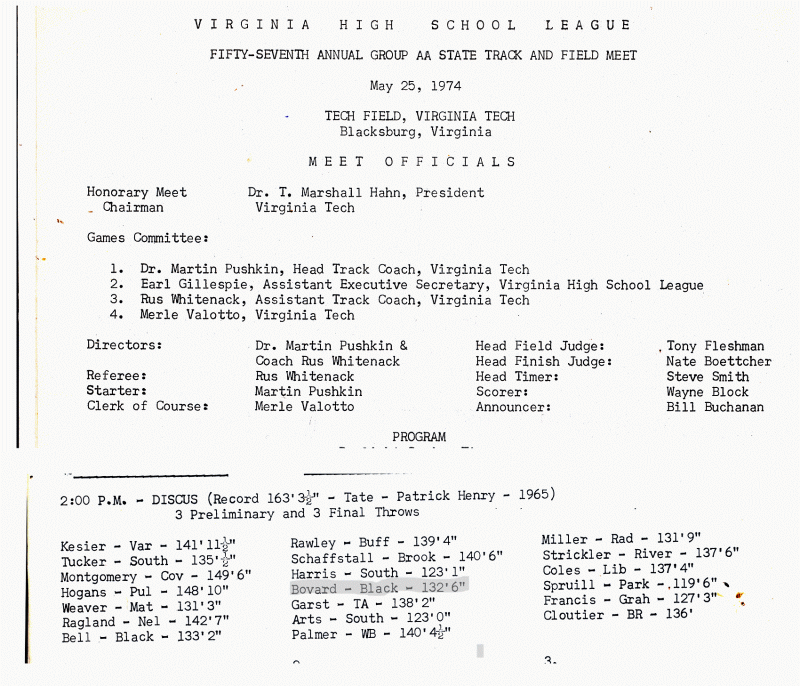 VIRGINIA HIGH SCHOOL LEAGUE
FIFTY-SEVENTH ANNUAL GROUP AA STATE TRACK AND FIELD MEET
May 25, 1974
TECH FIELD, VIRGINIA TECH
Blacksburg, Virginia
MEET OFFICIALS
Honorary Meet Dr. T. Marshall Hahn, President
Chairman Virginia Tech
Games Committee:
1. Dr. Martin Pushkin, Head Track Coach, Virginia Tech
2. Earl Gillespie, Assistant Executive Secretary, Virginia High School League
3. Rus Whitenack, Assistant Track Coach, Virginia Tech
4. Merle Valotto, Virginia Tech
Directors: Dr. Martin Pushkin & Head Field Judge: Tony Fleshman
Coach Rus Whitenack Head Finish Judge: Nate Boettcher
Referee: Rus Whitenack Head Timer: Steve Smith
Starter: Martin Pushkin Scorer: Wayne Block
Clerk of Course: Merle Valotto Announcer: Bill Buchanan
PROGRAM
2:00 P.M. - DISCUS (Record 163'3½" - Tate - Patrick Henry - 1965)
3 Preliminary and 3 Final Throws
Kesier - Var - 141'11½"
Tucker - South - 135'½"
Montgomery - Cov - 149'6"
Hogans - Pul - 148'10"
Weaver - Mat - 131'3"
Ragland - Nel - 142'7"
Bell - Black - 133'2"
Rawley - Buff - 139'4"
Schaffstall - Brook - 140'6"
Harris - South - 123'1"
Bovard - Black - 132'6"
Garst - TA - 138'2"
Arts - South - 123'0"
Palmer - WB - 140'4½"
Miller - Rad - 131'9"
Strickler - River - 137'6"
Coles - Lib - 137'4"
Spruill - Park - 119'6"
Francis - Grah - 127'3"
Cloutier - BR - 136'